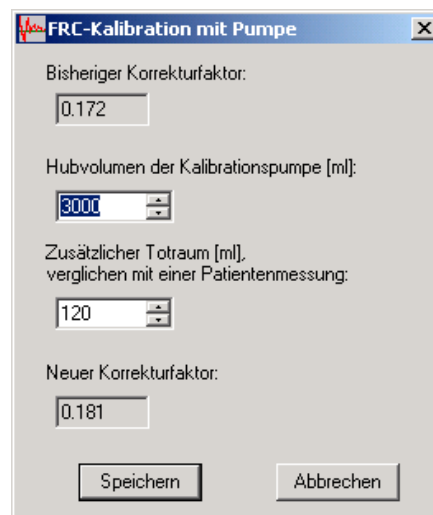 FRC-Kalibration mit Pumpe
Bisheriger Korrekturfaktor:
0.172
Hubvolumen der Kalibrationspumpe [ml]:
3000
Zusätzlicher Totraum [ml],
verglichen mit einer Patientenmessung:
120
Neuer Korrekturfaktor:
0.181
Speichern Abbrechen